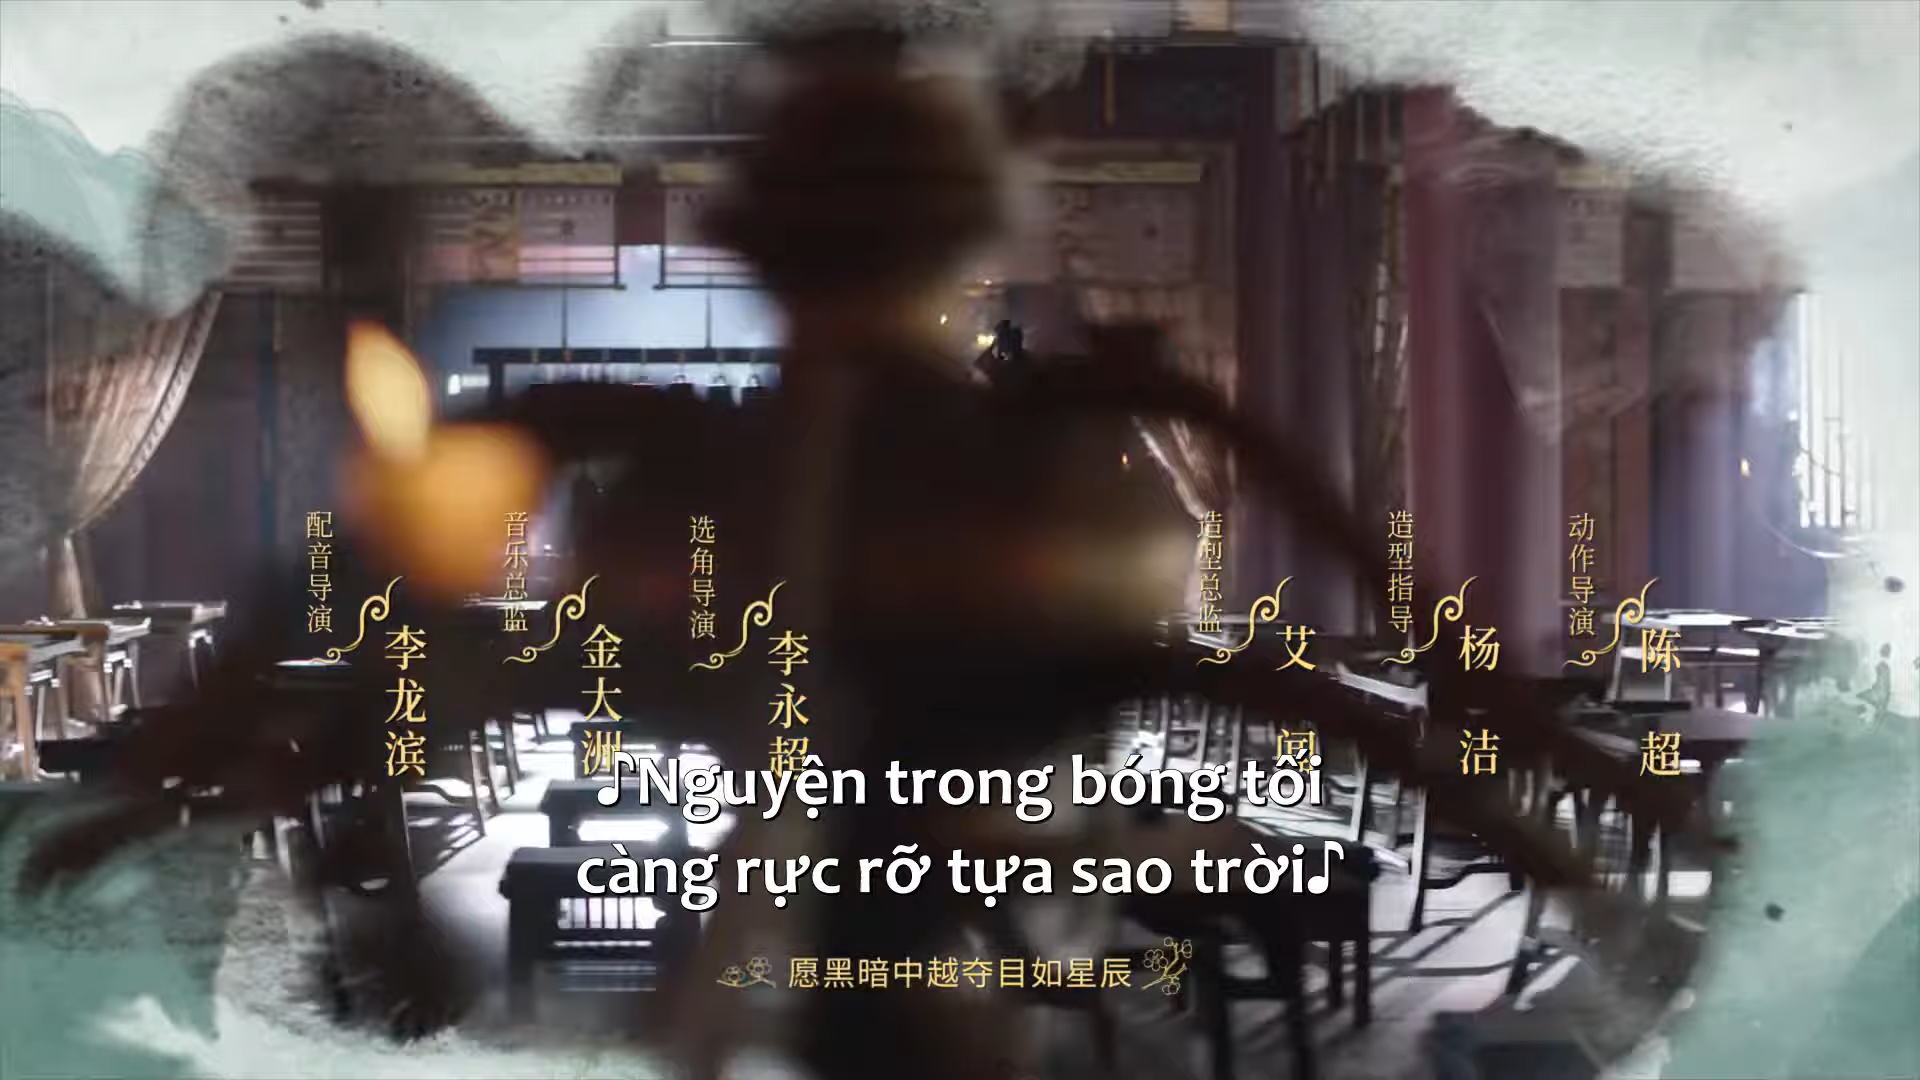 配音导演
李龙滨
音乐总监
金大洲
选角导演
李永超
造型总监
艾闻
造型指导
杨洁
动作导演
陈超
♪Nguyện trong bóng tối
càng rực rỡ tựa sao trời♪
愿黑暗中越夺目如星辰